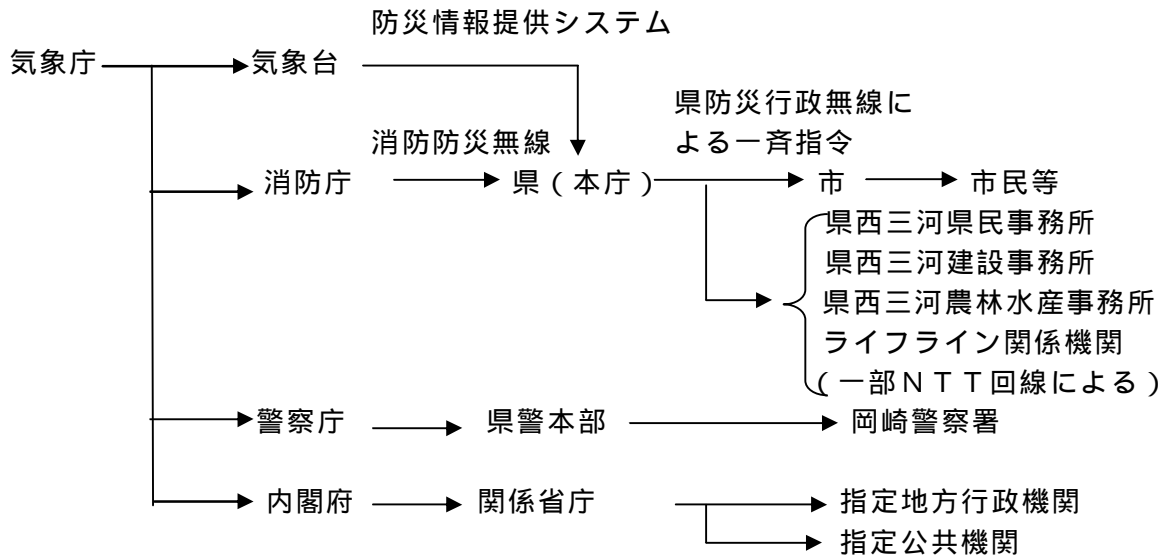 防災情報提供システム
気象庁
気象台
県防災行政無線に
よる一斉指令
消防防災無線
消防庁
県（本庁）
市
市民等
県西三河県民事務所
県西三河建設事務所
県西三河農林水産事務所
ライフライン関係機関
（一部ＮＴＴ回線による）
警察庁
県警本部
岡崎警察署
内閣府
関係省庁
指定地方行政機関
指定公共機関